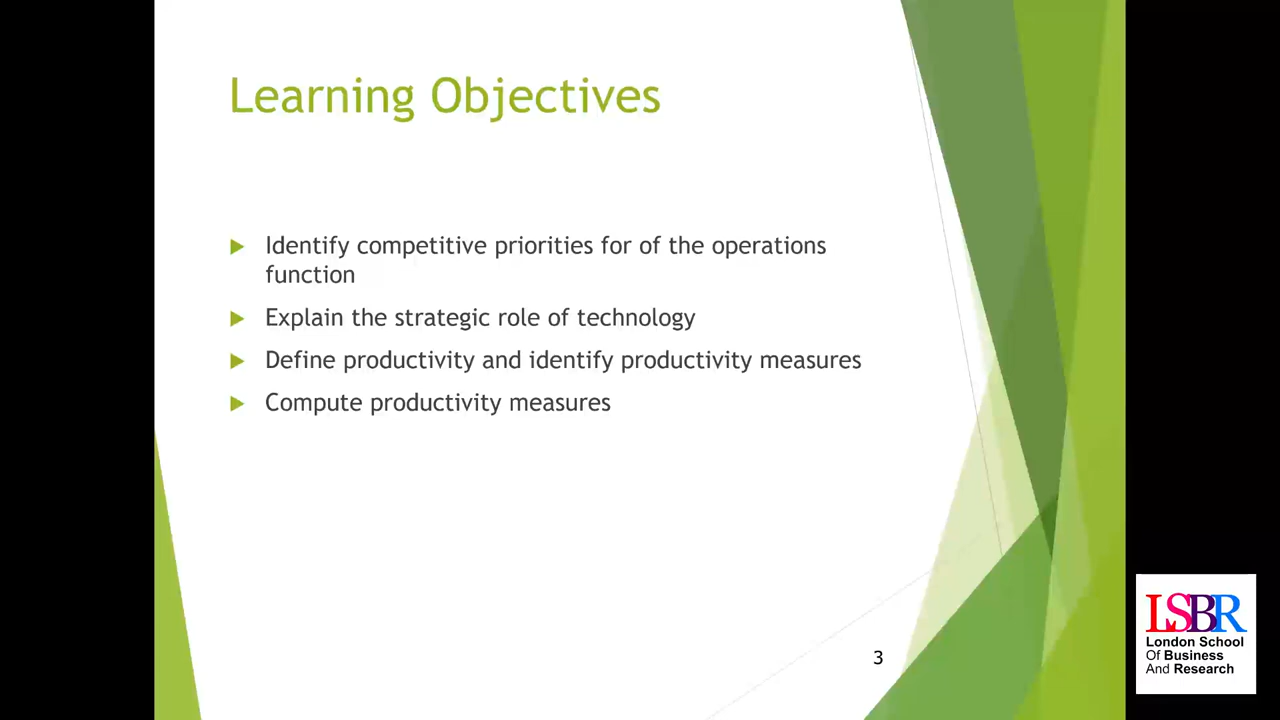 Learning Objectives
Identify competitive priorities for of the operations
function
Explain the strategic role of technology
Define productivity and identify productivity measures
Compute productivity measures
3
LSBR
London School
Of Business
And Research